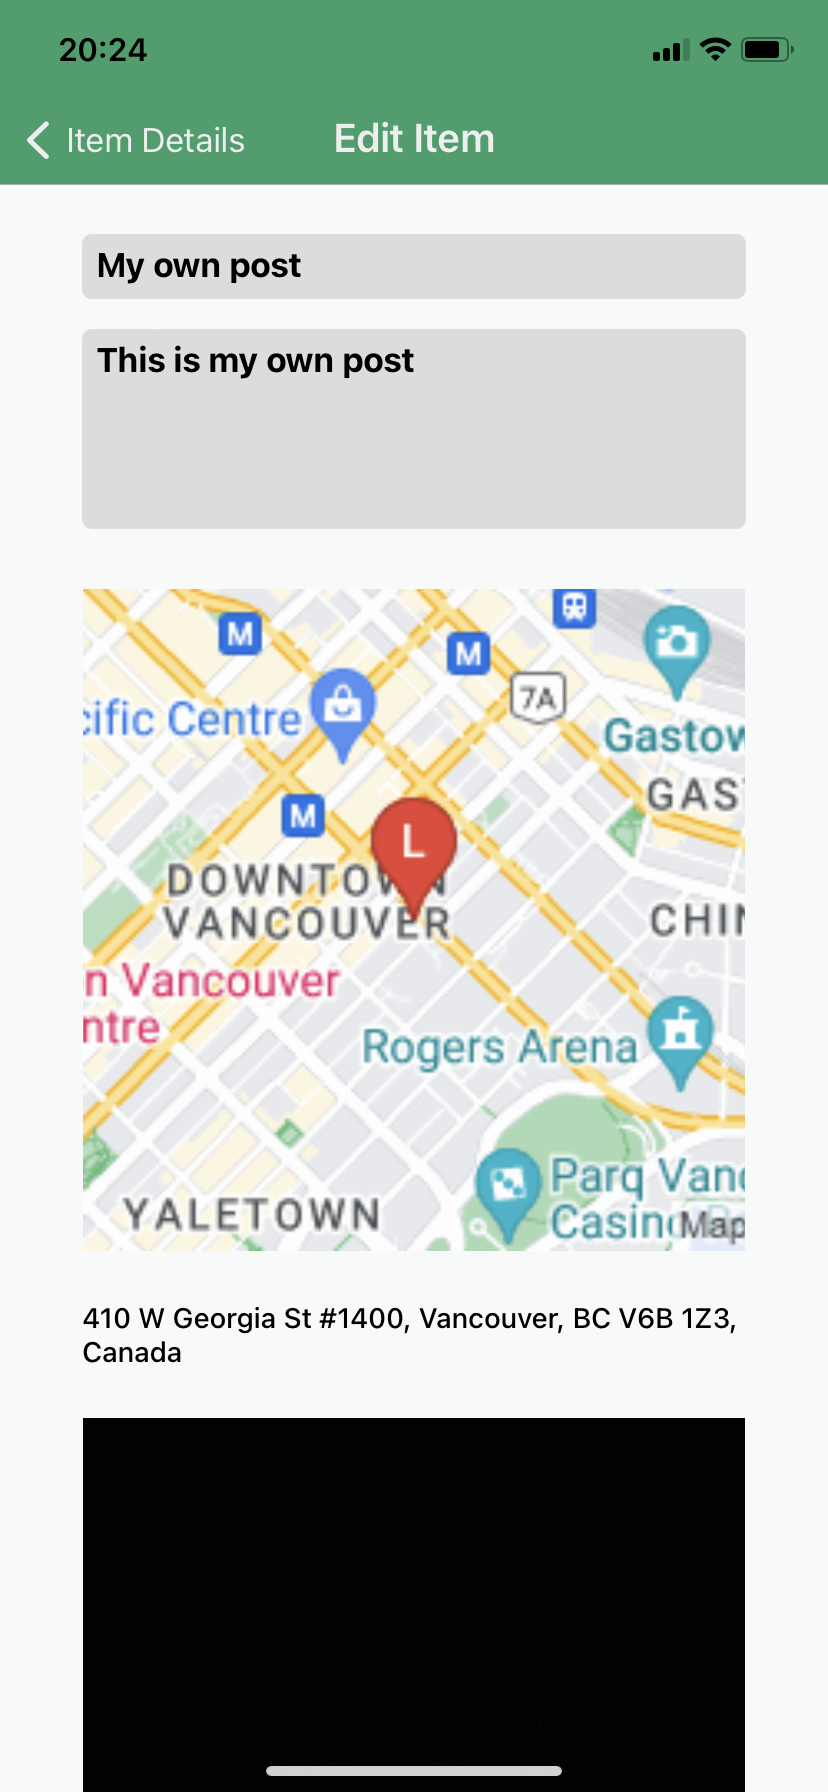 20:24
Item Details
Edit Item
My own post
This is my own post
M
M
7A
cific Centre
Gastow
GAS
M
L
DOWNTOWN
VANCOUVER
CHIN
n Vancouver
ntre
Rogers Arena
Parq Vanc
YALETOWN
Casino
Map
410 W Georgia St #1400, Vancouver, BC V6B 1Z3,
Canada